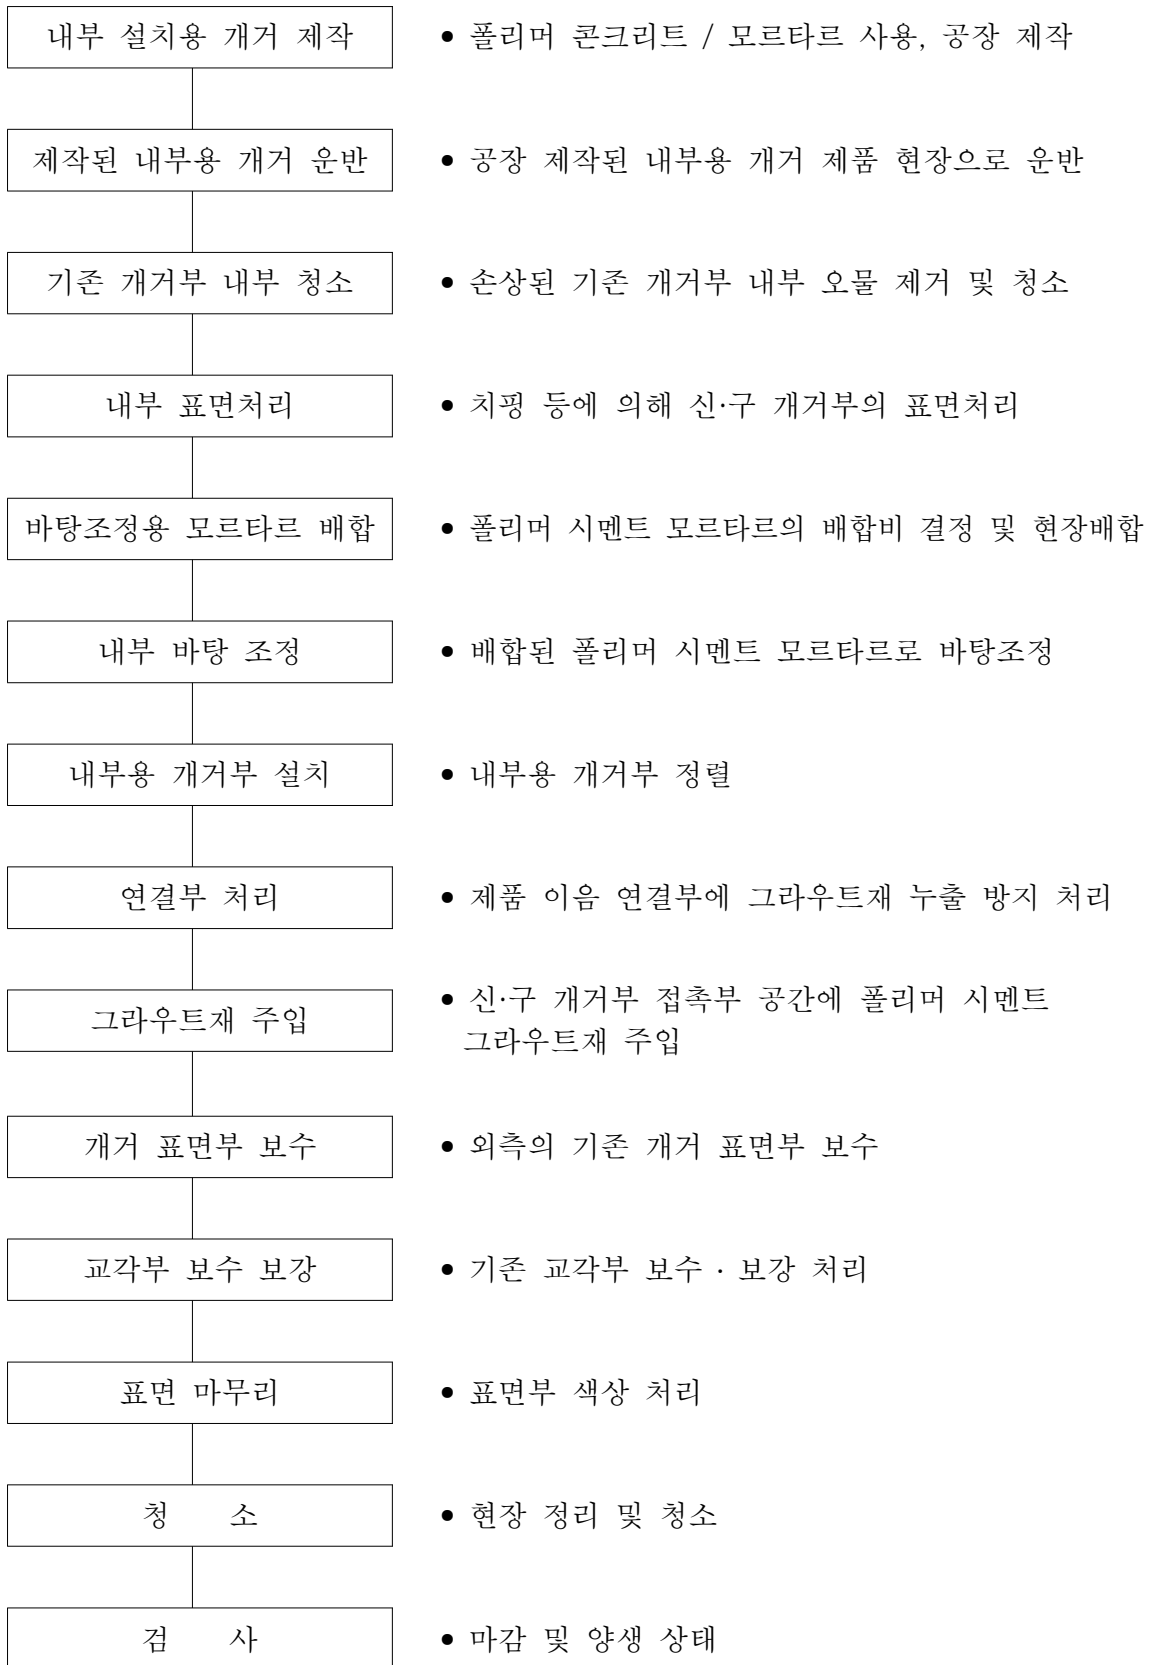 내부 설치용 개거 제작
• 폴리머 콘크리트 / 모르타르 사용, 공장 제작
제작된 내부용 개거 운반
• 공장 제작된 내부용 개거 제품 현장으로 운반
기존 개거부 내부 청소
• 손상된 기존 개거부 내부 오물 제거 및 청소
내부 표면처리
• 치핑 등에 의해 신·구 개거부의 표면처리
바탕조정용 모르타르 배합
• 폴리머 시멘트 모르타르의 배합비 결정 및 현장배합
내부 바탕 조정
• 배합된 폴리머 시멘트 모르타르로 바탕조정
내부용 개거부 설치
• 내부용 개거부 정렬
연결부 처리
• 제품 이음 연결부에 그라우트재 누출 방지 처리
그라우트재 주입
• 신·구 개거부 접촉부 공간에 폴리머 시멘트
그라우트재 주입
개거 표면부 보수
• 외측의 기존 개거 표면부 보수
교각부 보수 보강
• 기존 교각부 보수 · 보강 처리
표면 마무리
• 표면부 색상 처리
청 소
• 현장 정리 및 청소
검 사
• 마감 및 양생 상태